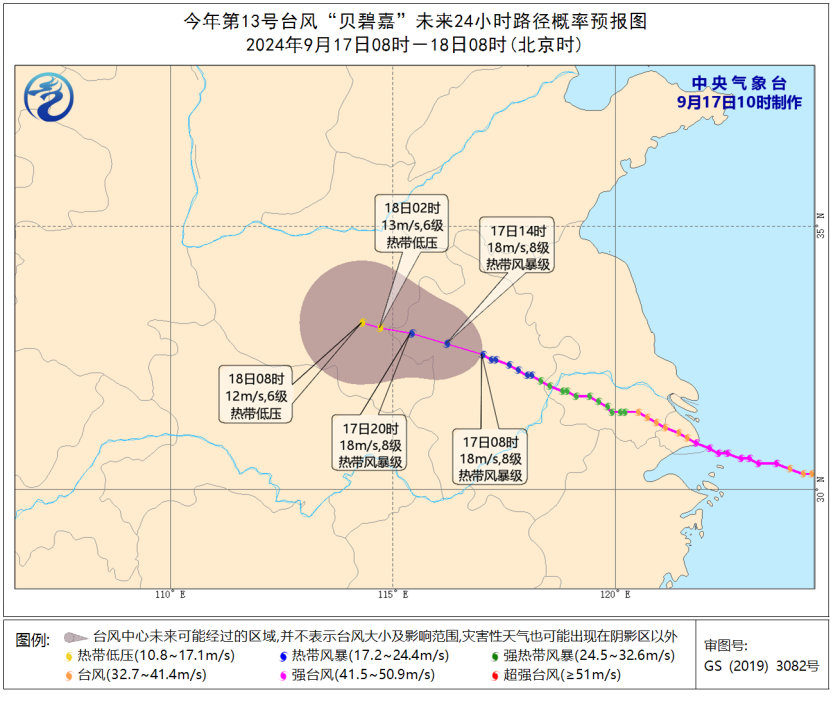 今年第13号台风“贝碧嘉”未来24小时路径概率预报图
2024年9月17日08时－18日08时(北京时)
中央气象台
9月17日10时制作
18日02时
13m/s,6级
热带低压
17日14时
18m/s,8级
热带风暴级
35° N
18日08时
12m/s,6级
热带低压
17日20时
18m/s,8级
热带风暴级
17日08时
18m/s,8级
热带风暴级
30° N
110° E
115° E
120° E
图例:
台风中心未来可能经过的区域,并不表示台风大小及影响范围,灾害性天气也可能出现在阴影区以外
热带低压(10.8~17.1m/s)
热带风暴(17.2~24.4m/s)
强热带风暴(24.5~32.6m/s)
台风(32.7~41.4m/s)
强台风(41.5~50.9m/s)
超强台风(≥51m/s)
审图号:
GS (2019) 3082号